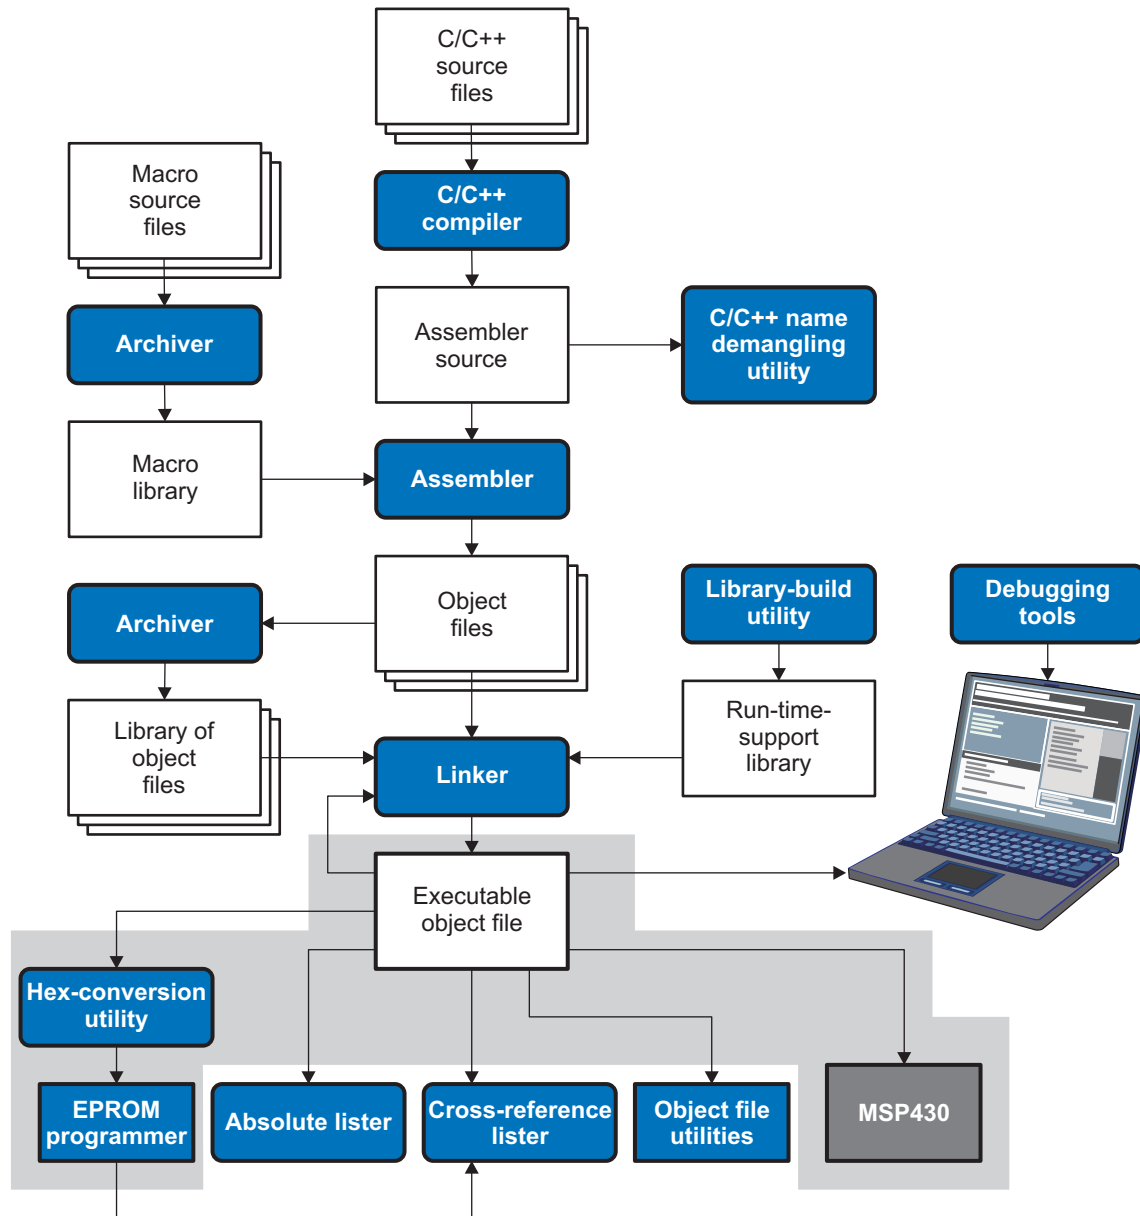 C/C++
source
files
Macro
source
files
C/C++
compiler
Archiver
Assembler
source
C/C++ name
demangling
utility
Macro
library
Assembler
Archiver
Object
files
Library-build
utility
Debugging
tools
Library of
object
files
Linker
Run-time-
support
library
Executable
object file
Hex-conversion
utility
EPROM
programmer
Absolute lister
Cross-reference
lister
Object file
utilities
MSP430